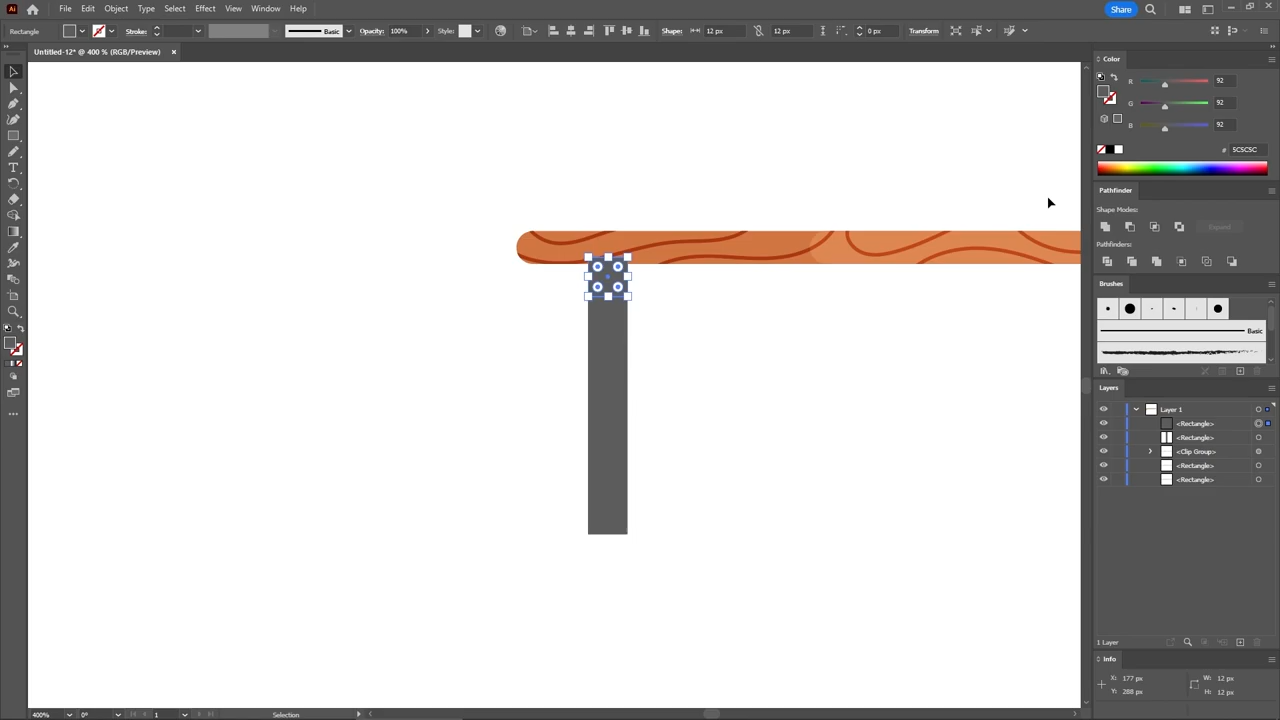 Ai File Edit Object Type Select Effect View Window Help Share
Rectangle Stroke: Basic Opacity: 100% Style: Shape: 12 px 12 px 0 px Transform
Untitled-12* @ 400 % (RGB/Preview) ×
Color
R 92
G 92
B 92
# 5C5C5C
Pathfinder
Shape Modes:
Expand
Pathfinders:
Brushes
Basic
Layers
Layer 1
<Rectangle>
<Rectangle>
<Clip Group>
<Rectangle>
<Rectangle>
1 Layer
Info
X: 177 px W: 12 px
Y: 288 px H: 12 px
400% 0° 1 Selection